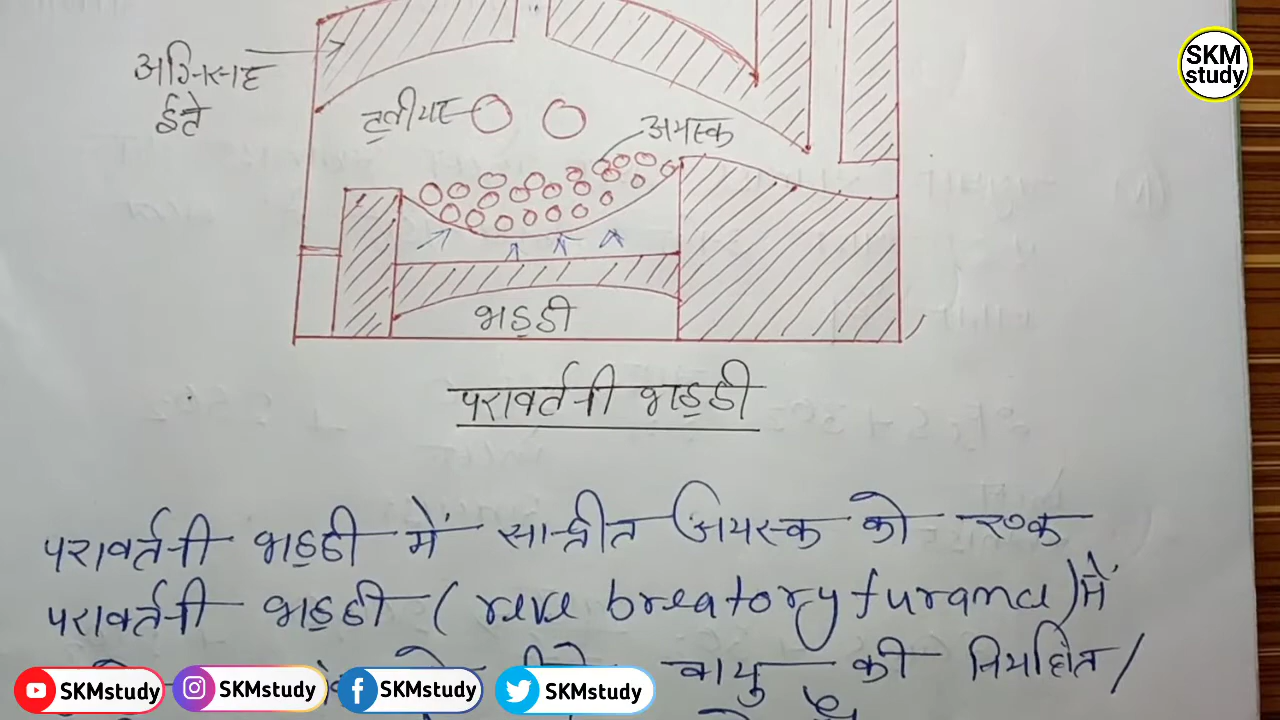 SKM
study
अग्निसह
ईटे
अयस्क
भट्टी
परावर्तनी भट्टी
परावर्तनी भट्टी में सान्द्रीत अयस्क को एक
परावर्तनी भट्टी (reve breatory furance) में
वायु की नियंत्रित /
SKMstudy
SKMstudy
SKMstudy
SKMstudy